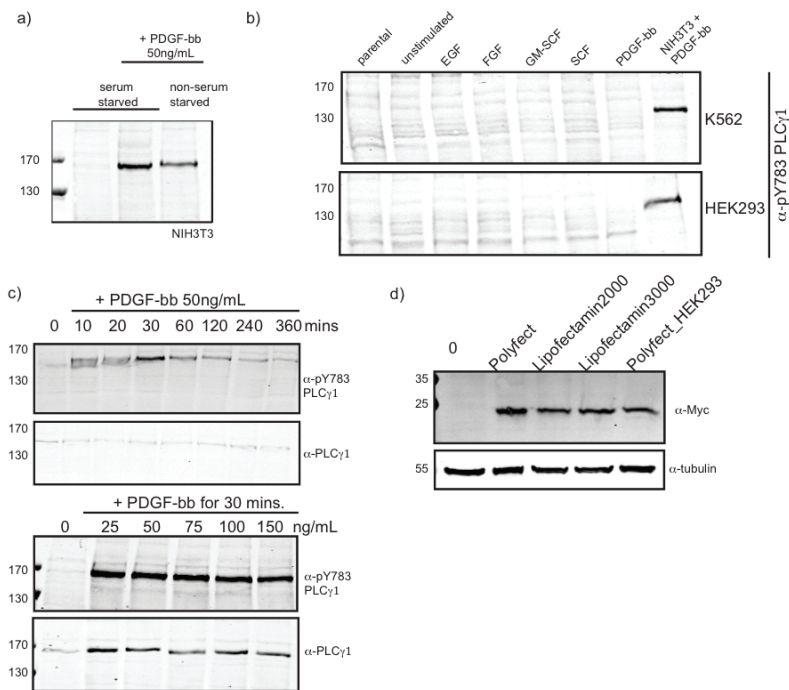 a)
+ PDGF-bb
50ng/mL
serum
starved
non-serum
starved
170
130
NIH3T3
b)
parental
unstimulated
EGF
FGF
GM-SCF
SCF
PDGF-bb
NIH3T3 +
PDGF-bb
170
130
K562
170
130
HEK293
α-pY783 PLCγ1
c)
+ PDGF-bb 50ng/mL
0 10 20 30 60 120 240 360 mins
170
130
α-pY783
PLCγ1
170
130
α-PLCγ1
+ PDGF-bb for 30 mins.
0 25 50 75 100 150 ng/mL
170
130
α-pY783
PLCγ1
170
130
α-PLCγ1
d)
0
Polyfect
Lipofectamin2000
Lipofectamin3000
Polyfect_HEK293
35
25
α-Myc
55
α-tubulin